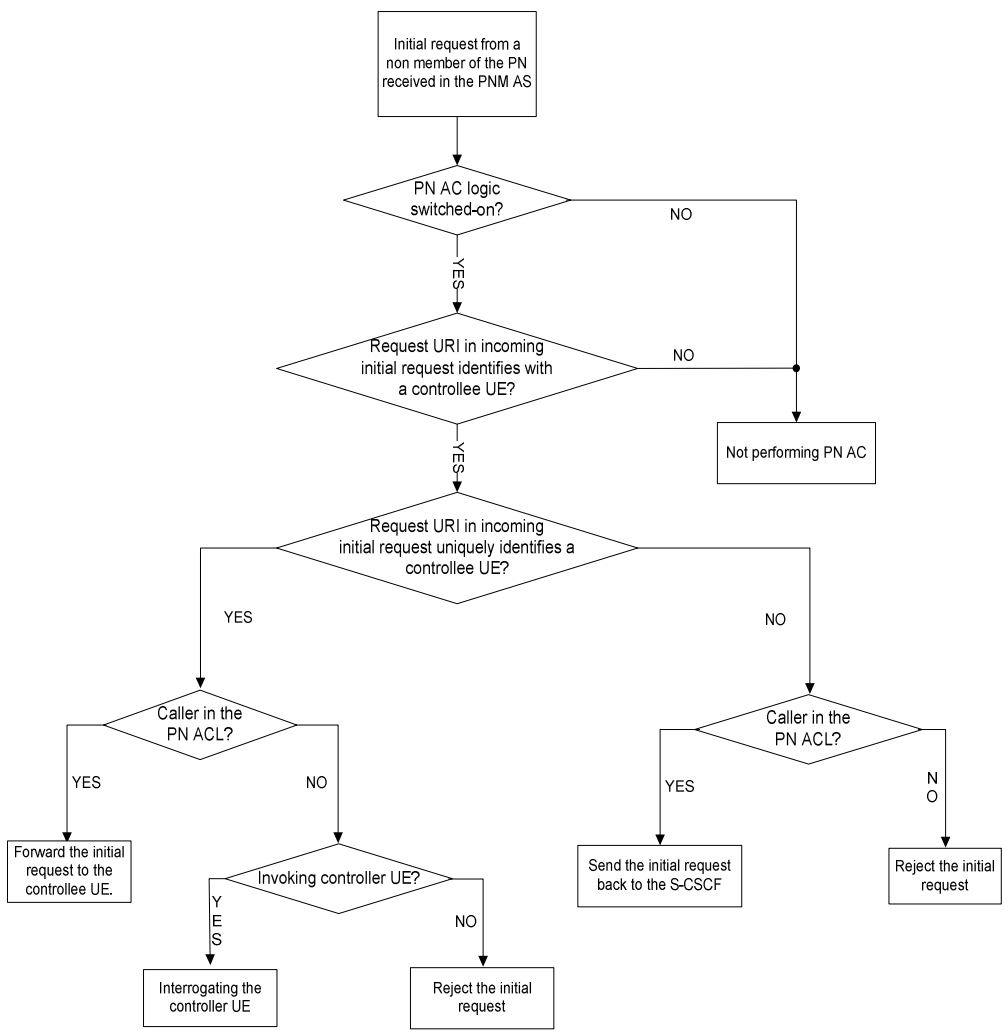 Initial request from a
non member of the PN
received in the PNM AS
PN AC logic
switched-on?
NO
YES
Request URI in incoming
initial request identifies with
a controllee UE?
NO
YES
Not performing PN AC
Request URI in incoming
initial request uniquely identifies a
controllee UE?
YES
NO
Caller in the
PN ACL?
Caller in the
PN ACL?
YES
NO
YES
NO
Forward the initial
request to the
controllee UE.
Invoking controller UE?
Send the initial request
back to the S-CSCF
Reject the initial
request
YES
NO
Interrogating the
controller UE
Reject the initial
request